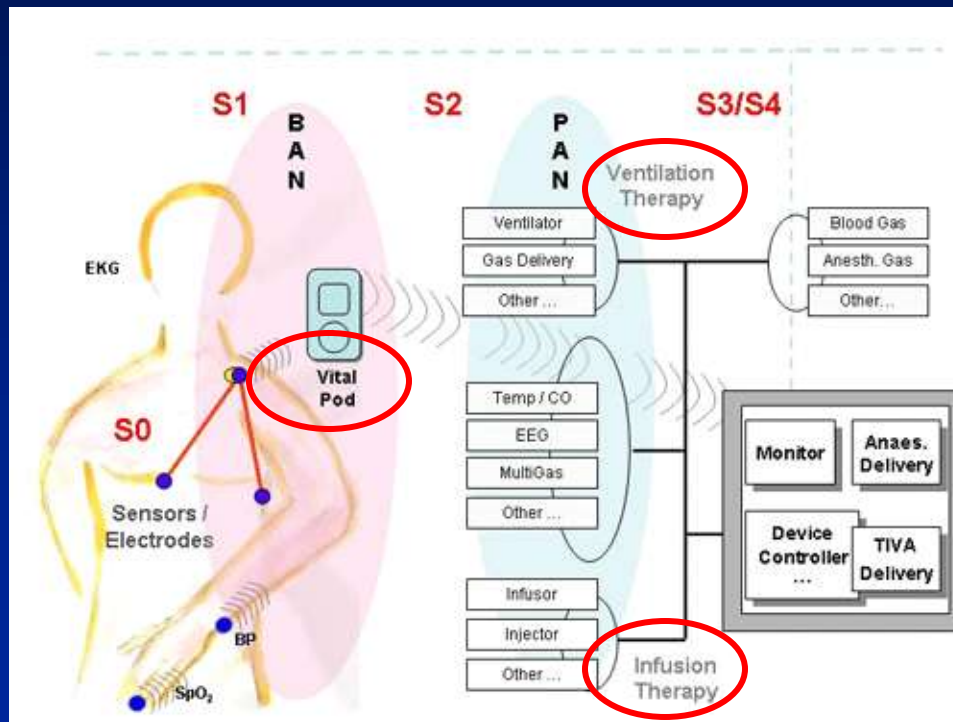 S1
S2
S3/S4
B
A
N
P
A
N
Ventilation
Therapy
Ventilator
Gas Delivery
Other ...
Blood Gas
Anesth. Gas
Other...
EKG
Vital
Pod
S0
Sensors /
Electrodes
Temp / CO
EEG
MultiGas
Other ...
Monitor
Anaes.
Delivery
Device
Controller
...
TIVA
Delivery
Infusor
Injector
Other ...
BP
SpO₂
Infusion
Therapy